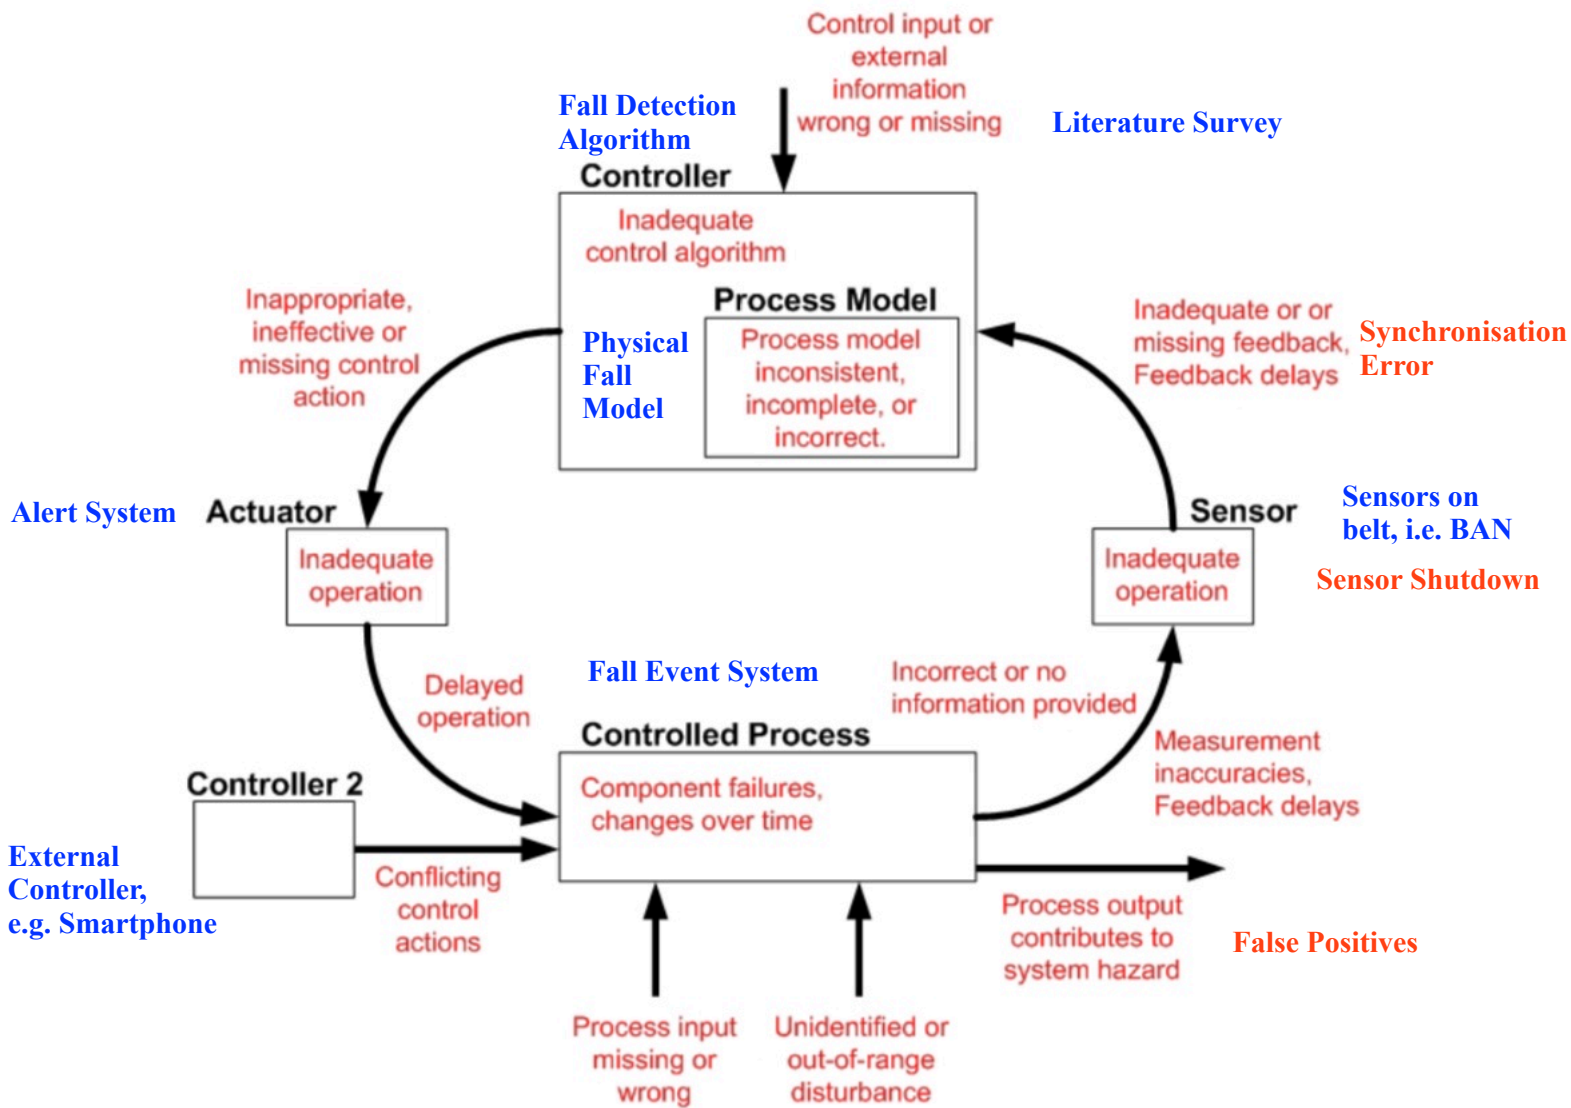 Control input or
external
information
wrong or missing
Fall Detection
Algorithm
Literature Survey
Controller
Inadequate
control algorithm
Process Model
Process model
inconsistent,
incomplete, or
incorrect.
Physical
Fall
Model
Inappropriate,
ineffective or
missing control
action
Inadequate or or
missing feedback,
Feedback delays
Synchronisation
Error
Alert System
Actuator
Inadequate
operation
Sensor
Inadequate
operation
Sensors on
belt, i.e. BAN
Sensor Shutdown
Delayed
operation
Fall Event System
Incorrect or no
information provided
Controlled Process
Component failures,
changes over time
Measurement
inaccuracies,
Feedback delays
Controller 2
External
Controller,
e.g. Smartphone
Conflicting
control
actions
Process output
contributes to
system hazard
False Positives
Process input
missing or
wrong
Unidentified or
out-of-range
disturbance